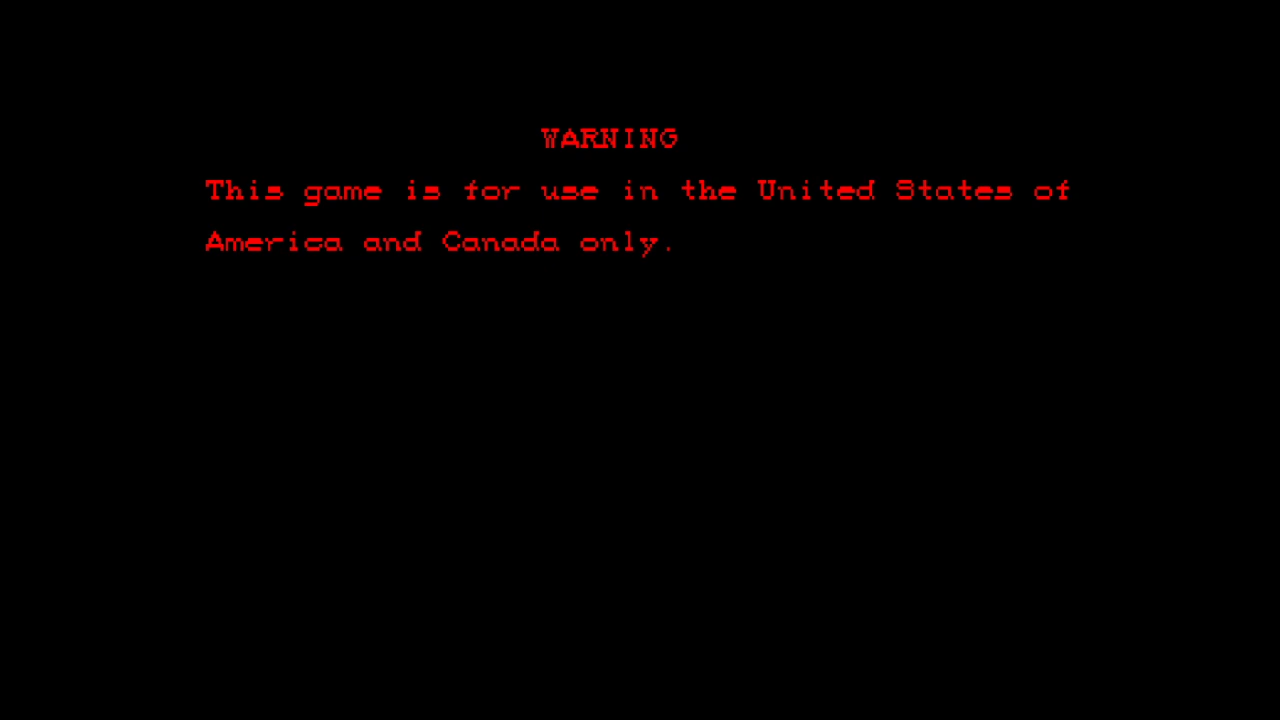 WARNING
This game is for use in the United States of
America and Canada only.